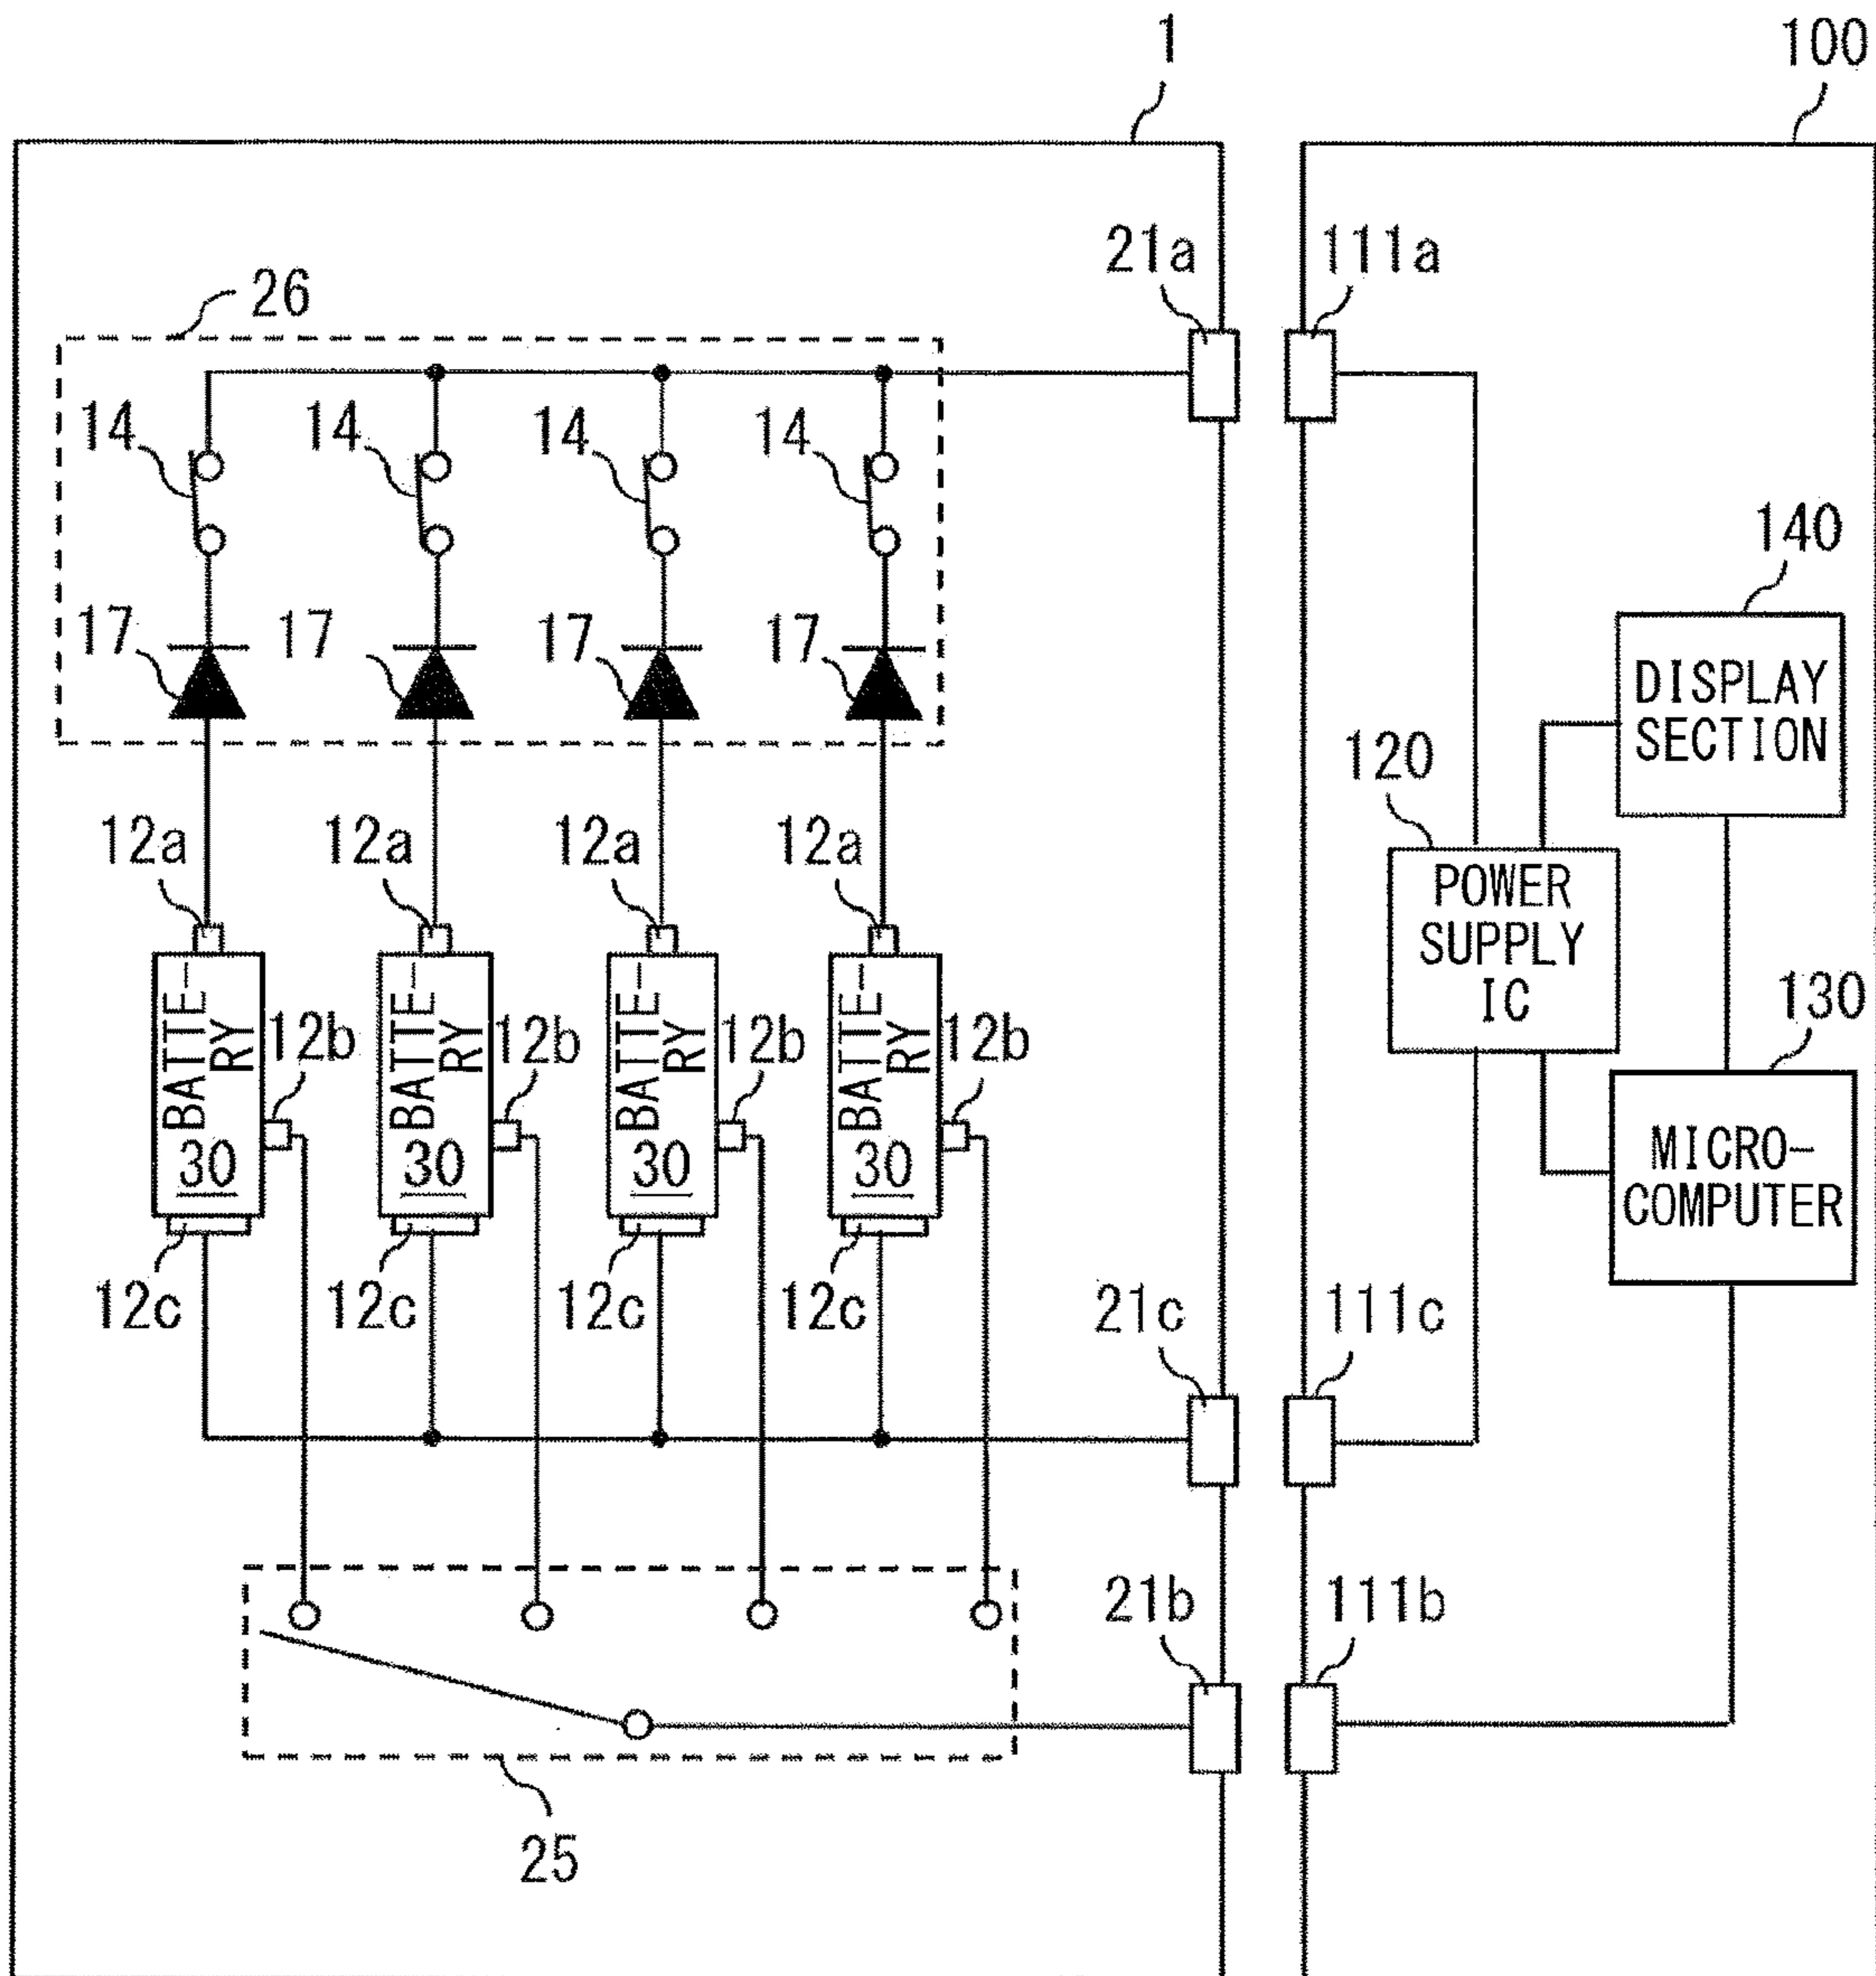 1
100
21a
111a
26
14
14
14
14
140
17
17
17
17
DISPLAY
SECTION
120
12a
12a
12a
12a
POWER
SUPPLY
IC
130
BATTE-
RY
30
BATTE-
RY
30
BATTE-
RY
30
BATTE-
RY
30
12b
12b
12b
12b
MICRO-
COMPUTER
12c
12c
12c
12c
21c
111c
21b
111b
25